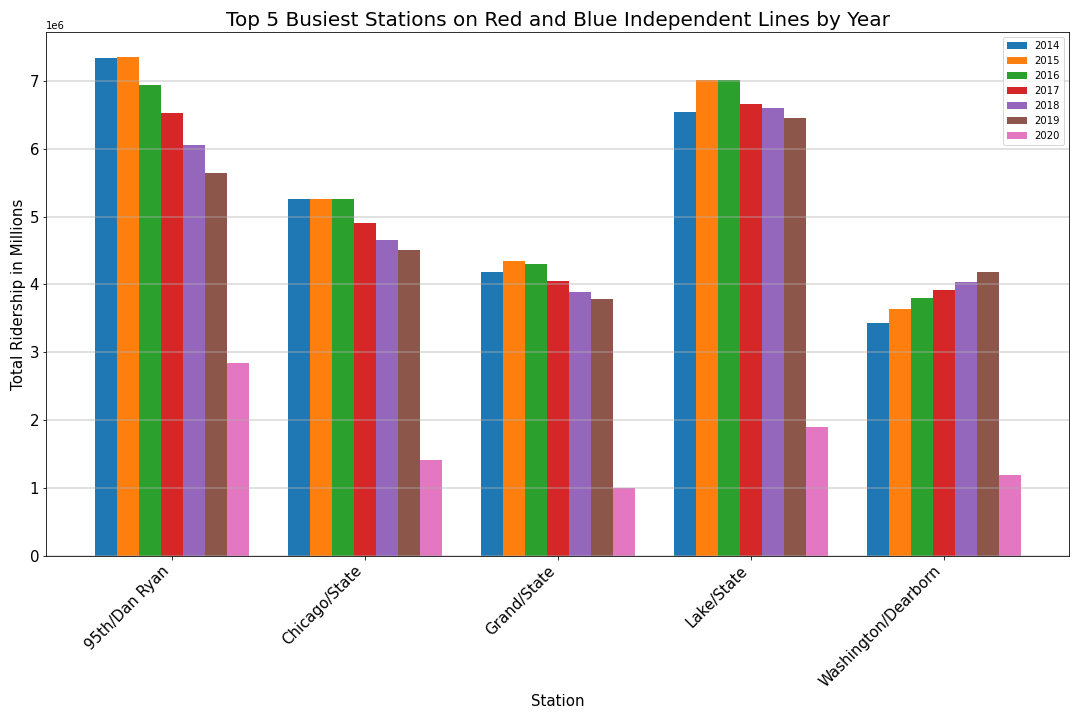 Top 5 Busiest Stations on Red and Blue Independent Lines by Year
1e6
2014
2015
2016
2017
2018
2019
2020
Total Ridership in Millions
7
6
5
4
3
2
1
0
95th/Dan Ryan
Chicago/State
Grand/State
Lake/State
Washington/Dearborn
Station